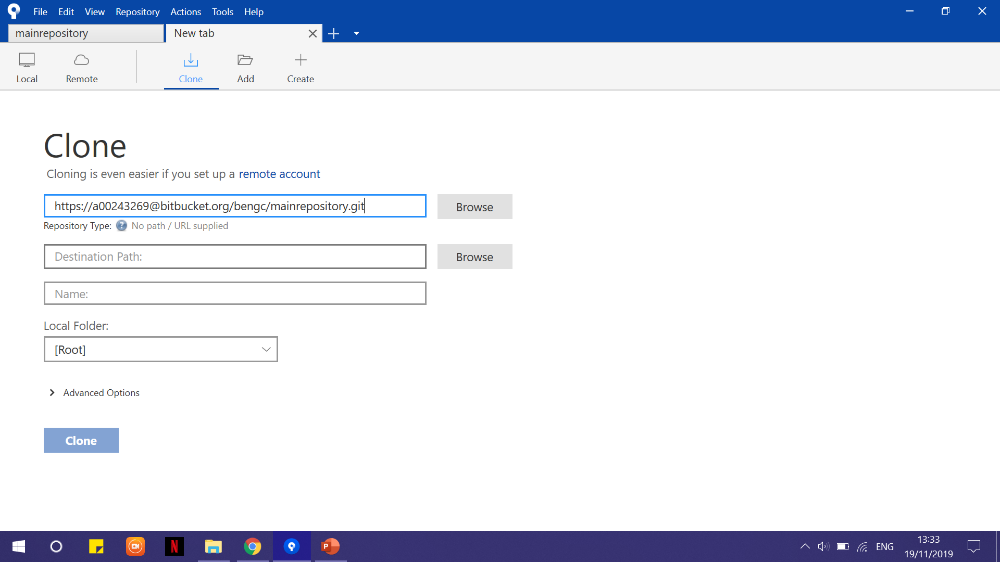 File Edit View Repository Actions Tools Help
mainrepository New tab
Local Remote Clone Add Create
Clone
Cloning is even easier if you set up a remote account
https://a00243269@bitbucket.org/bengc/mainrepository.git Browse
Repository Type: ? No path / URL supplied
Destination Path: Browse
Name:
Local Folder:
[Root]
Advanced Options
Clone
N P ENG 13:33
19/11/2019